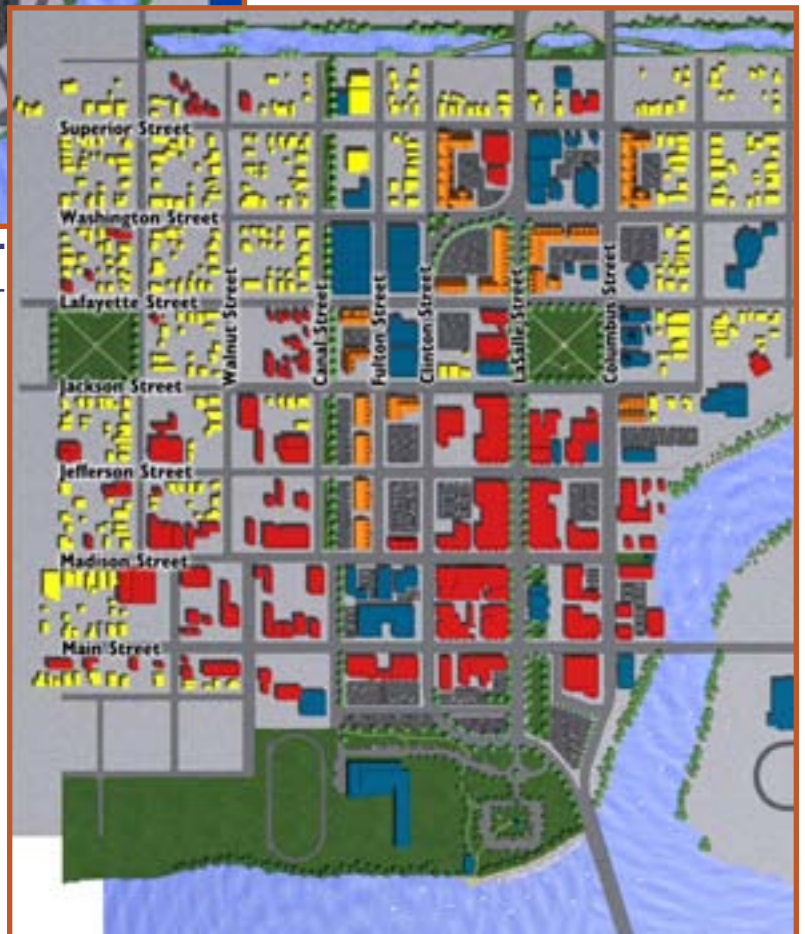 Superior Street
Washington Street
Lafayette Street
Walnut Street
Canal Street
Fulton Street
Clinton Street
LaSalle Street
Columbus Street
Jackson Street
Jefferson Street
Madison Street
Main Street